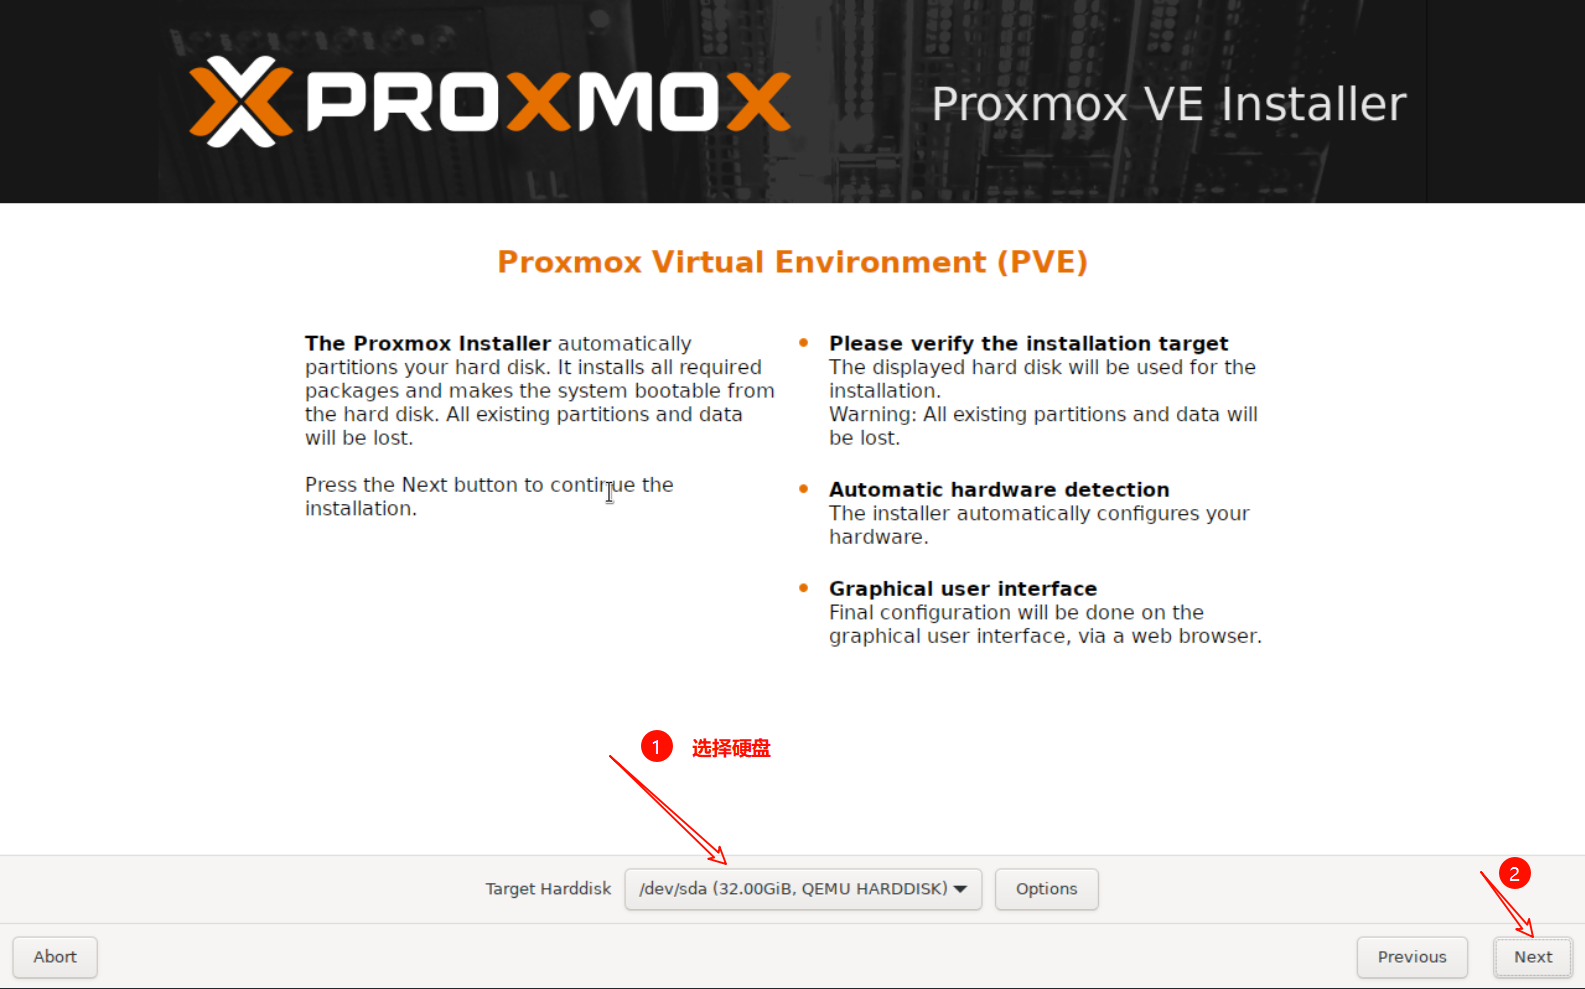 PROXMOX
Proxmox VE Installer
Proxmox Virtual Environment (PVE)
The Proxmox Installer automatically
partitions your hard disk. It installs all required
packages and makes the system bootable from
the hard disk. All existing partitions and data
will be lost.
Press the Next button to continue the
installation.
Please verify the installation target
The displayed hard disk will be used for the
installation.
Warning: All existing partitions and data will
be lost.
Automatic hardware detection
The installer automatically configures your
hardware.
Graphical user interface
Final configuration will be done on the
graphical user interface, via a web browser.
1 选择硬盘
Target Harddisk /dev/sda (32.00GiB, QEMU HARDDISK) Options
2
Abort Previous Next